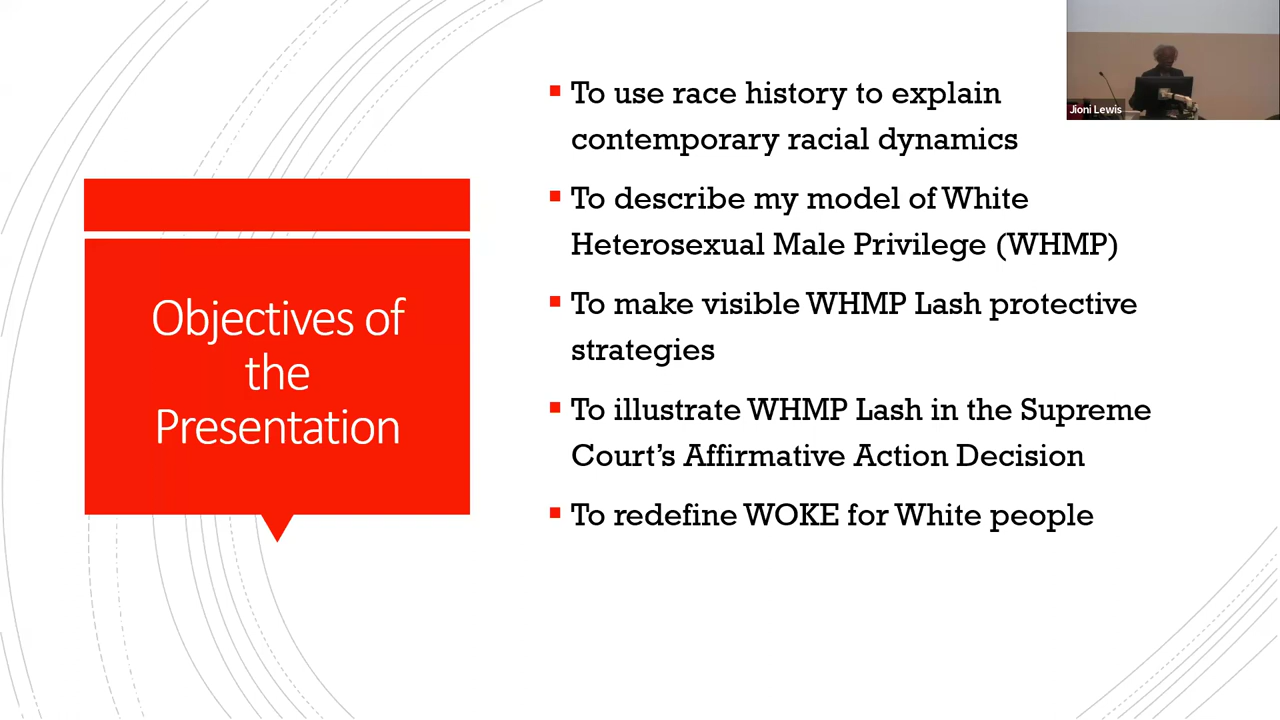 Objectives of
the
Presentation
To use race history to explain
contemporary racial dynamics
To describe my model of White
Heterosexual Male Privilege (WHMP)
To make visible WHMP Lash protective
strategies
To illustrate WHMP Lash in the Supreme
Court's Affirmative Action Decision
To redefine WOKE for White people
Jioni Lewis